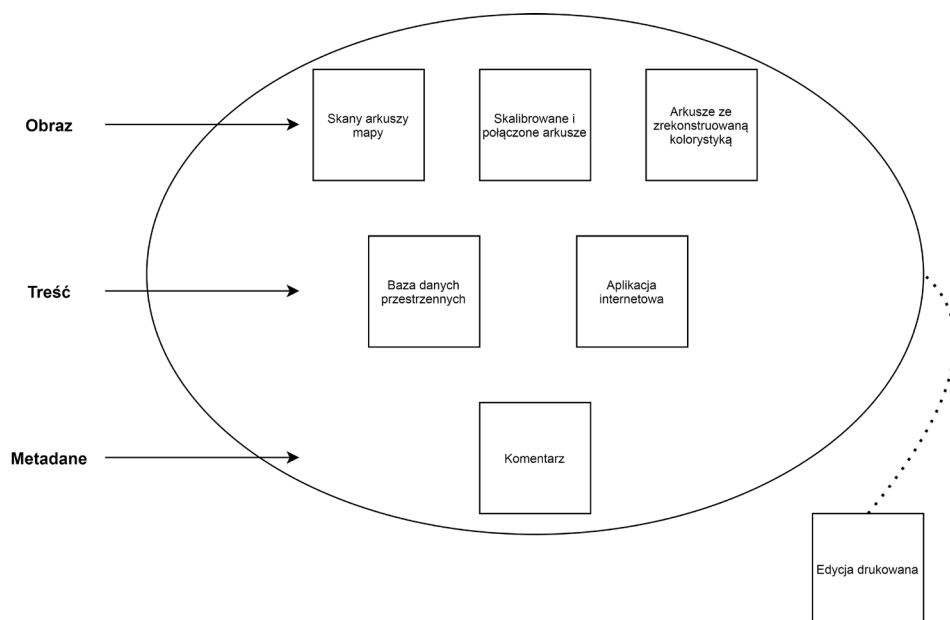 Obraz
Skany arkuszy
mapy
Skalibrowane i
połączone arkusze
Arkusze ze
zrekonstruowaną
kolorystyką
Treść
Baza danych
przestrzennych
Aplikacja
internetowa
Metadane
Komentarz
Edycja drukowana